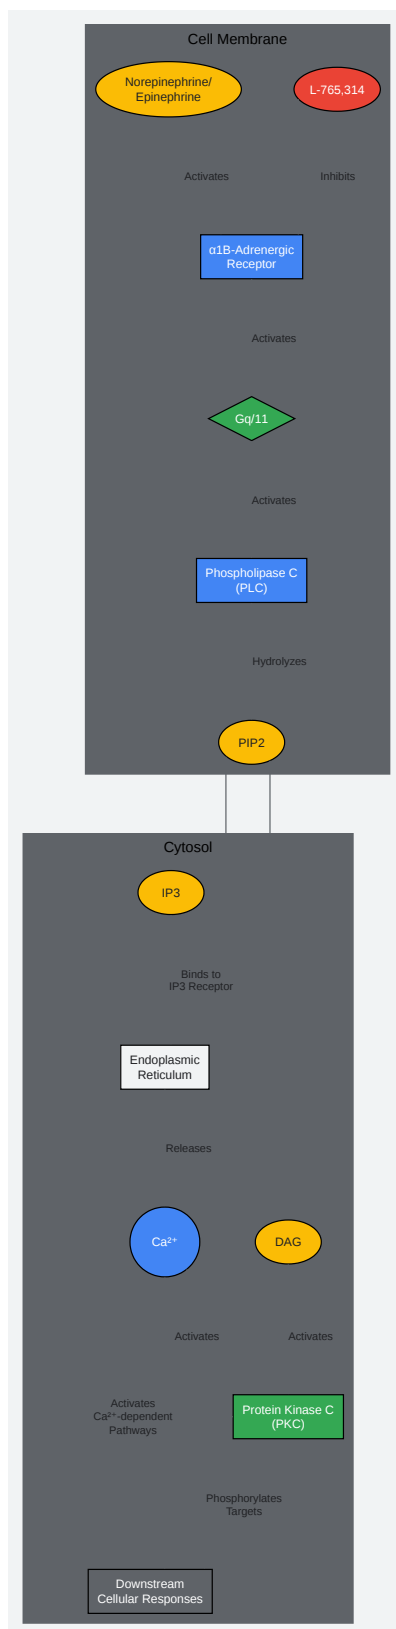 Cell Membrane
Norepinephrine/
Epinephrine
L-765,314
Activates
Inhibits
α1B-Adrenergic
Receptor
Activates
Gq/11
Activates
Phospholipase C
(PLC)
Hydrolyzes
PIP2
Cytosol
IP3
Binds to
IP3 Receptor
Endoplasmic
Reticulum
Releases
Ca²⁺
DAG
Activates
Activates
Activates
Ca²⁺-dependent
Pathways
Protein Kinase C
(PKC)
Phosphorylates
Targets
Downstream
Cellular Responses